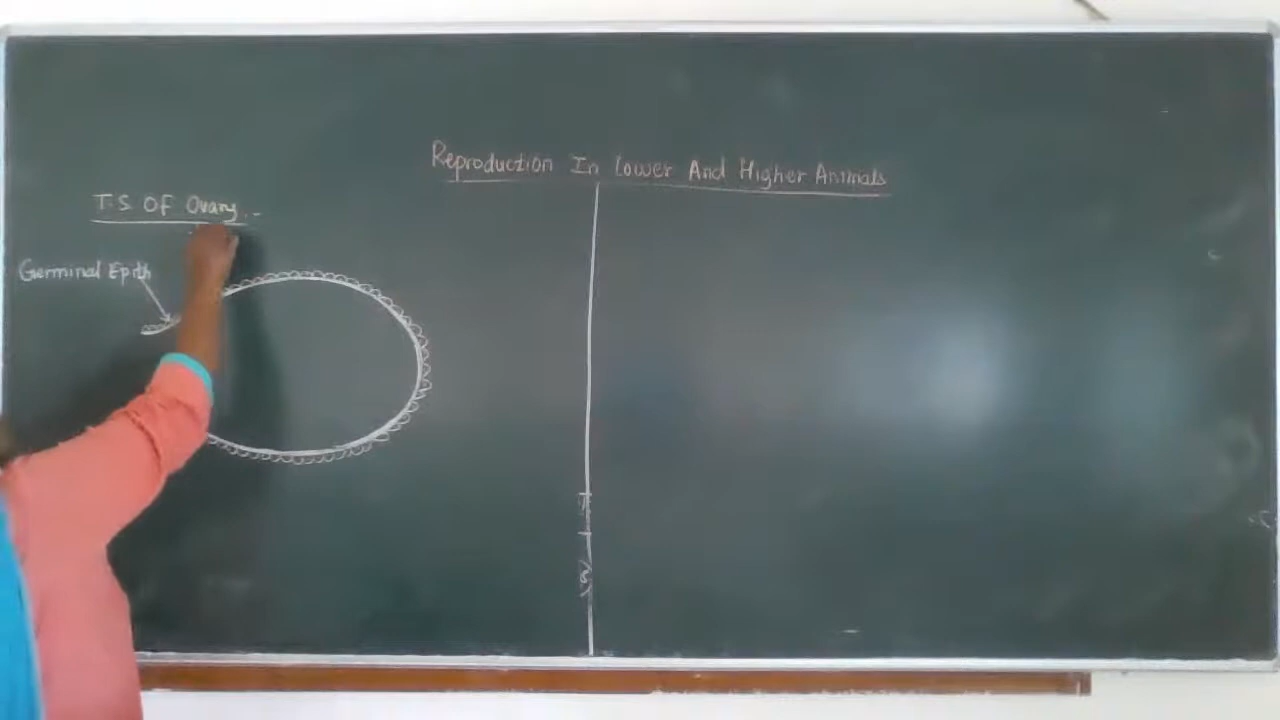 Reproduction In Lower And Higher Animals
T.S. OF Ovary.-
Germinal Epith